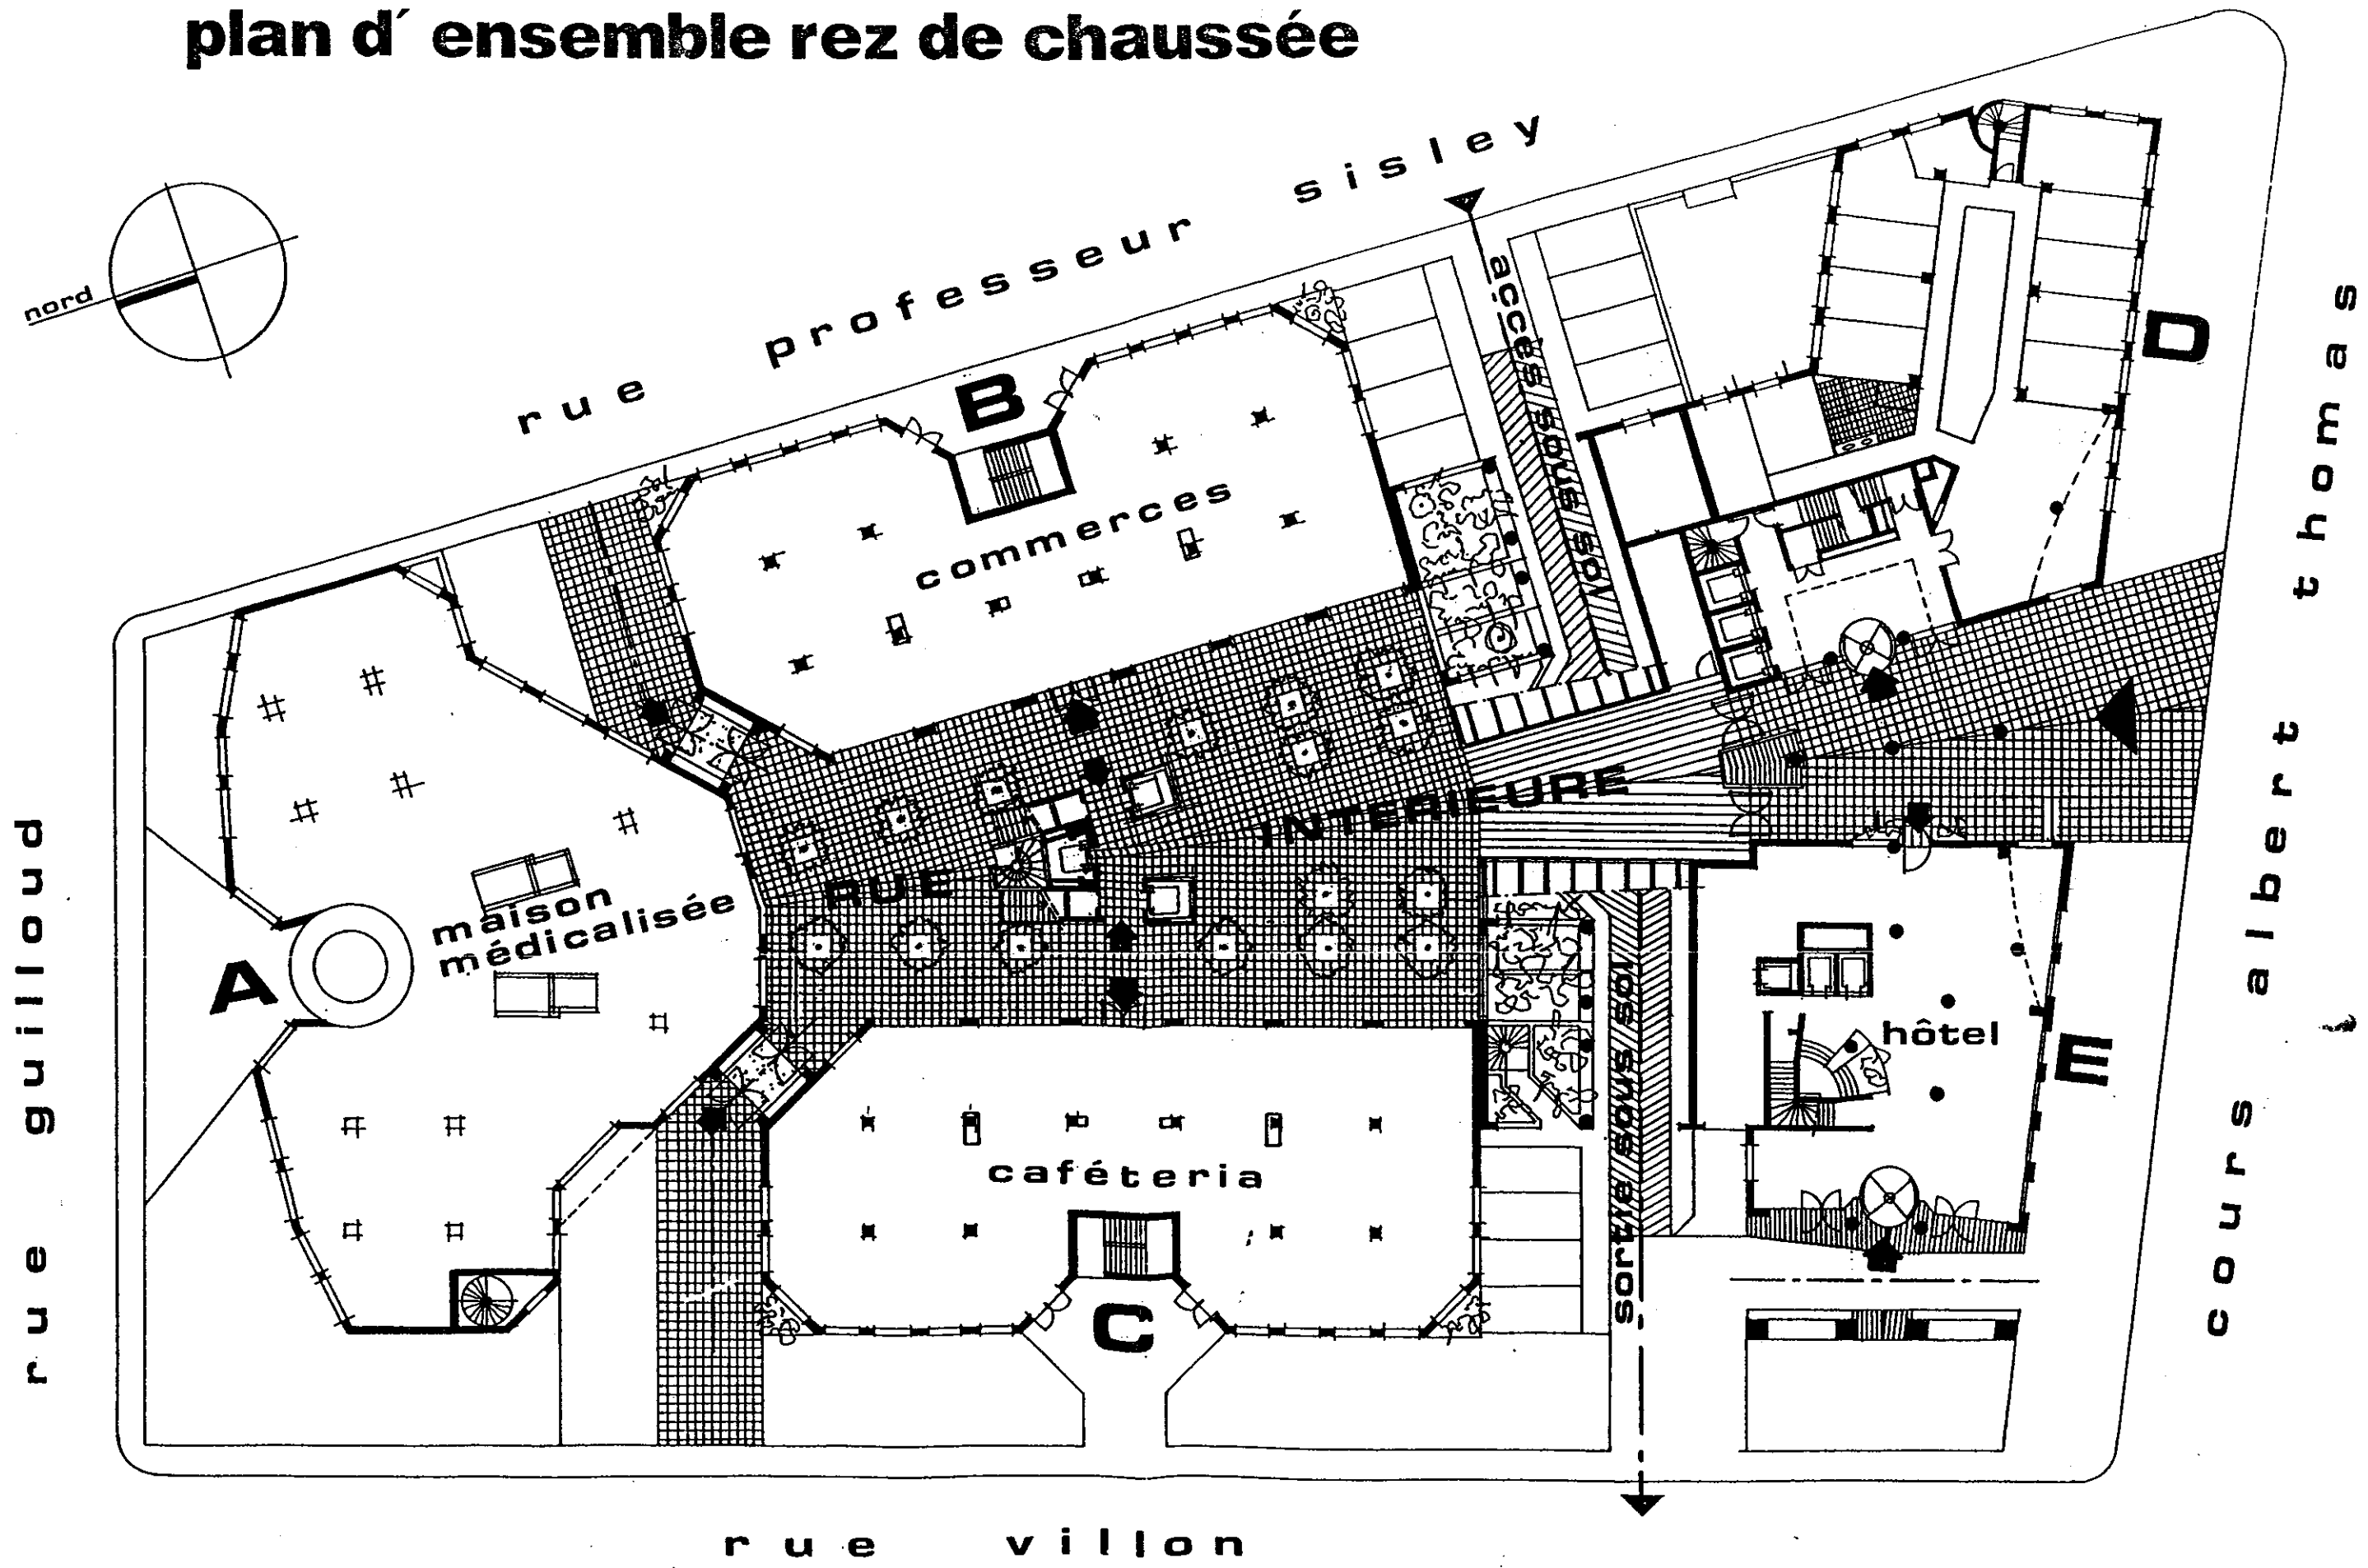 plan d´ ensemble rez de chaussée
nord
rue professeur sisley
accès sous sol
B
commerces
D
cours albert thomas
RUE INTERIEURE
maison
médicalisée
A
rue guilloud
hôtel
E
sortie sous sol
caféteria
C
rue villon